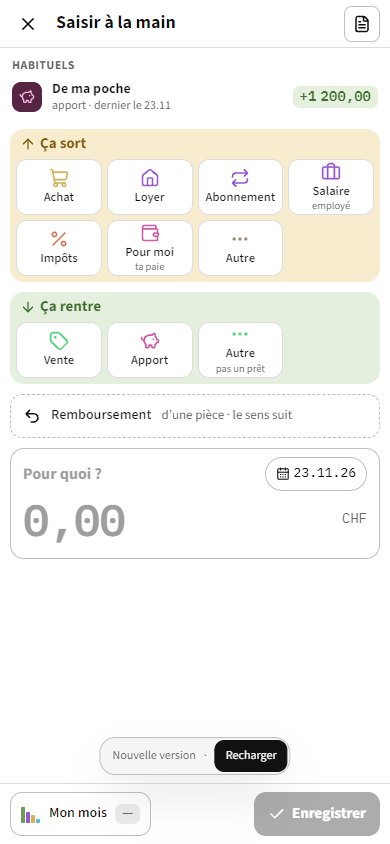 Saisir à la main
HABITUELS
De ma poche
apport · dernier le 23.11
+1 200,00
Ça sort
Achat
Loyer
Abonnement
Salaire
employé
Impôts
Pour moi
ta paie
Autre
Ça rentre
Vente
Apport
Autre
pas un prêt
Remboursement d'une pièce · le sens suit
Pour quoi ?
23.11.26
0,00
CHF
Nouvelle version ·
Recharger
Mon mois —
Enregistrer